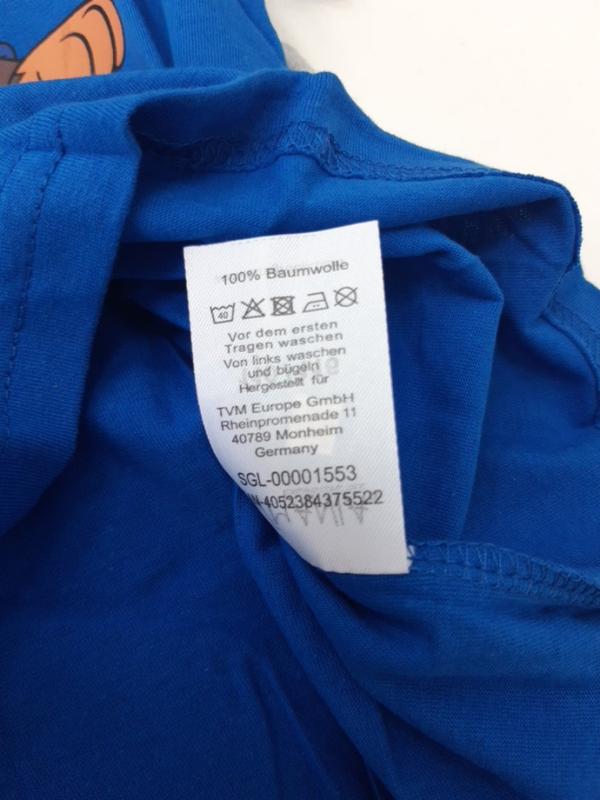 100% Baumwolle
40
Vor dem ersten
Tragen waschen
Von links waschen
und bügeln
Hergestellt für
TVM Europe GmbH
Rheinpromenade 11
40789 Monheim
Germany
SGL-00001553
N-4052384375522